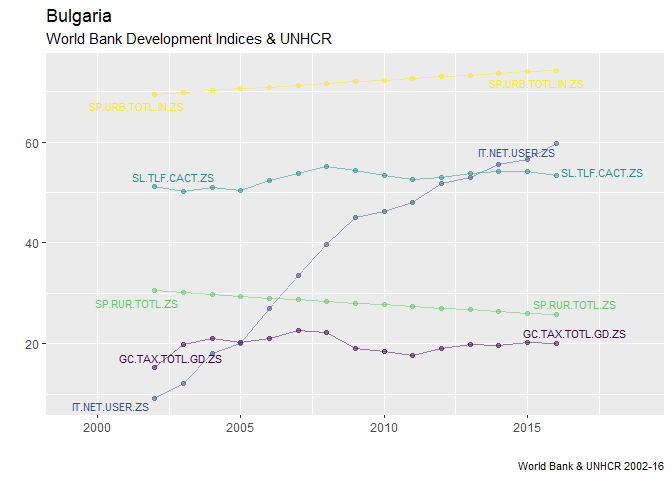 Bulgaria
World Bank Development Indices & UNHCR
SP.URB.TOTL.IN.ZS
SP.URB.TOTL.IN.ZS
60
IT.NET.USER.ZS
SL.TLF.CACT.ZS
SL.TLF.CACT.ZS
40
SP.RUR.TOTL.ZS
SP.RUR.TOTL.ZS
20
GC.TAX.TOTL.GD.ZS
GC.TAX.TOTL.GD.ZS
IT.NET.USER.ZS
2000 2005 2010 2015
World Bank & UNHCR 2002-16